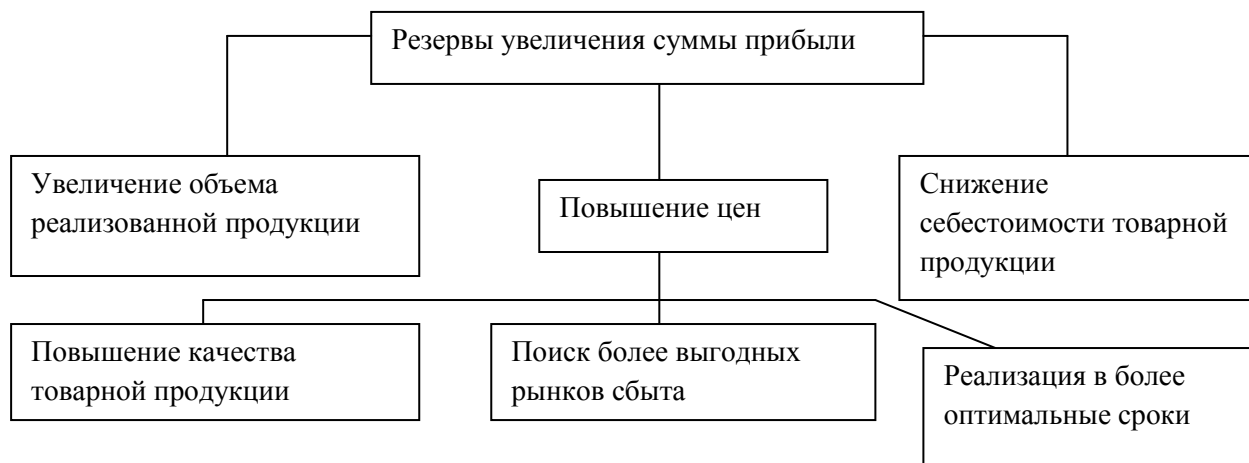 Резервы увеличения суммы прибыли
Увеличение объема
реализованной продукции
Повышение цен
Снижение
себестоимости товарной
продукции
Повышение качества
товарной продукции
Поиск более выгодных
рынков сбыта
Реализация в более
оптимальные сроки